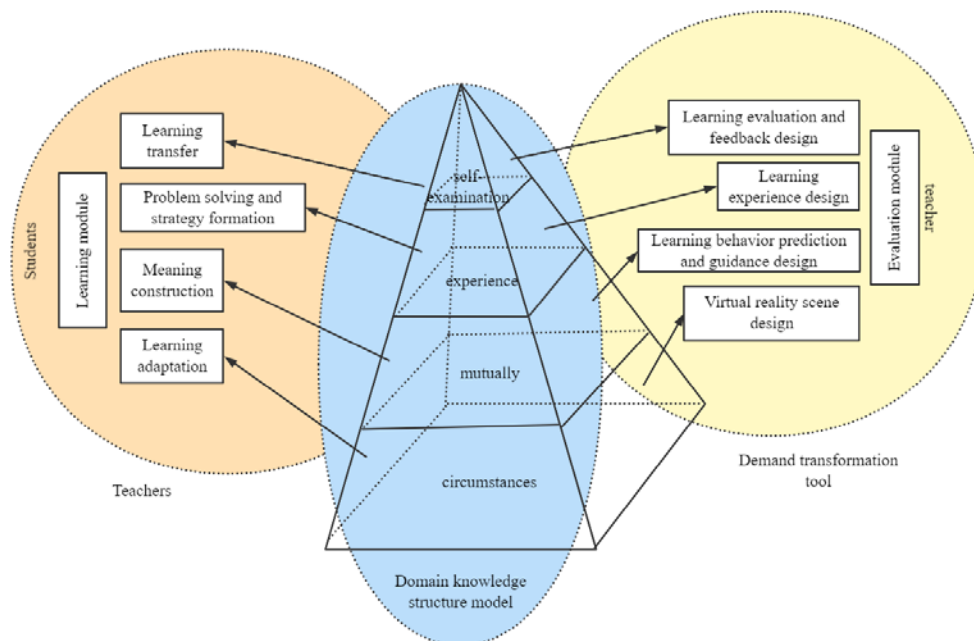 Students
Learning module
Learning
transfer
Problem solving and
strategy formation
Meaning
construction
Learning
adaptation
Teachers
self-
examination
experience
mutually
circumstances
Domain knowledge
structure model
Learning evaluation and
feedback design
Learning
experience design
Learning behavior prediction
and guidance design
Virtual reality scene
design
Evaluation module
teacher
Demand transformation
tool